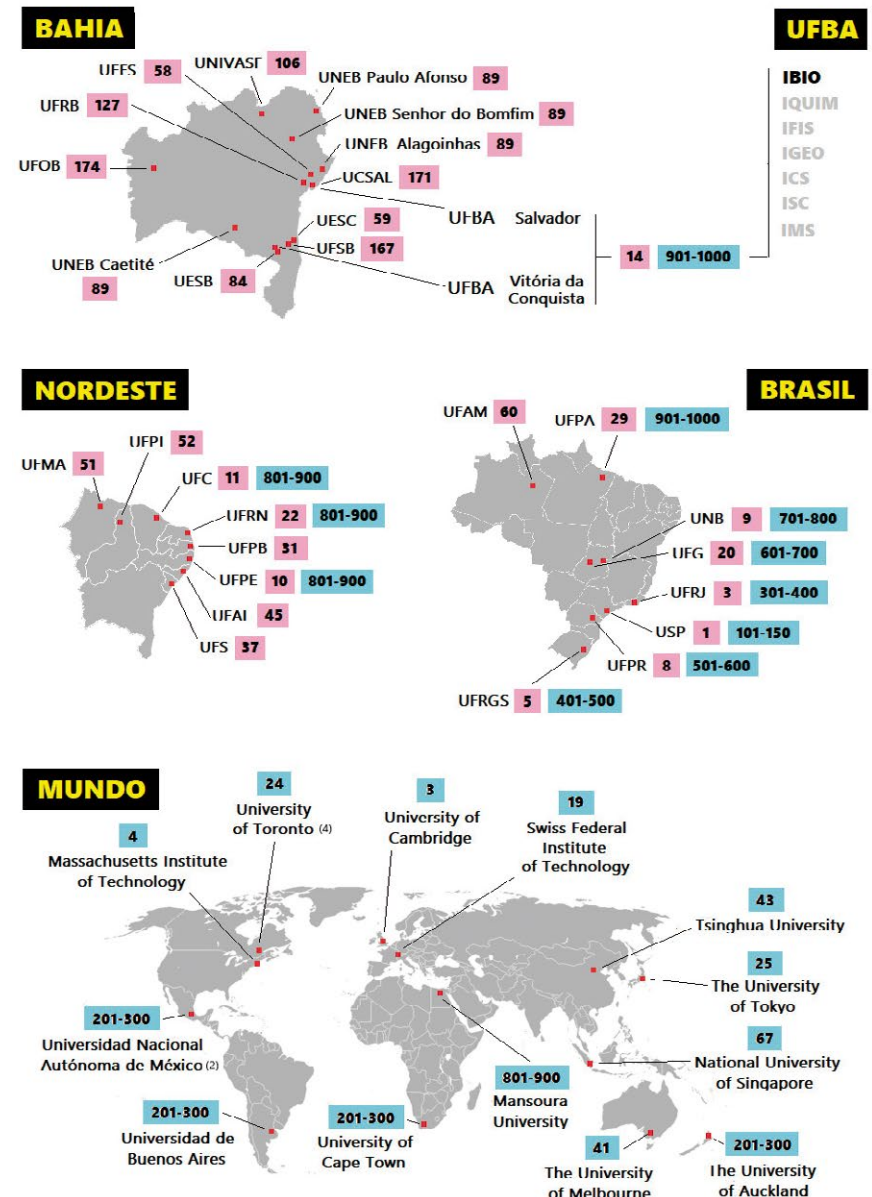 BAHIA
UFBA
UEFS 58
UNIVASF 106
UNEB Paulo Afonso 89
UFRB 127
UNEB Senhor do Bomfim 89
UNEB Alagoinhas 89
UFOB 174
UCSAL 171
UFBA Salvador
UESC 59
UFSB 167
UNEB Caetité
89
UESB 84
UFBA Vitória da
Conquista
14 901-1000
IBIO
IQUIM
IFIS
IGEO
ICS
ISC
IMS
NORDESTE
UFMA 51
UFPI 52
UFC 11 801-900
UFRN 22 801-900
UFPB 31
UFPE 10 801-900
UFAL 45
UFS 37
BRASIL
UFAM 60
UFPA 29 901-1000
UNB 9 701-800
UFG 20 601-700
UFRJ 3 301-400
USP 1 101-150
UFPR 8 501-600
UFRGS 5 401-500
MUNDO
4
Massachusetts Institute
of Technology
24
University
of Toronto (4)
3
University of
Cambridge
19
Swiss Federal
Institute
of Technology
43
Tsinghua University
25
The University
of Tokyo
67
National University
of Singapore
201-300
Universidad Nacional
Autónoma de México (2)
201-300
Universidad de
Buenos Aires
201-300
University of
Cape Town
801-900
Mansoura
University
41
The University
of Melbourne
201-300
The University
of Auckland